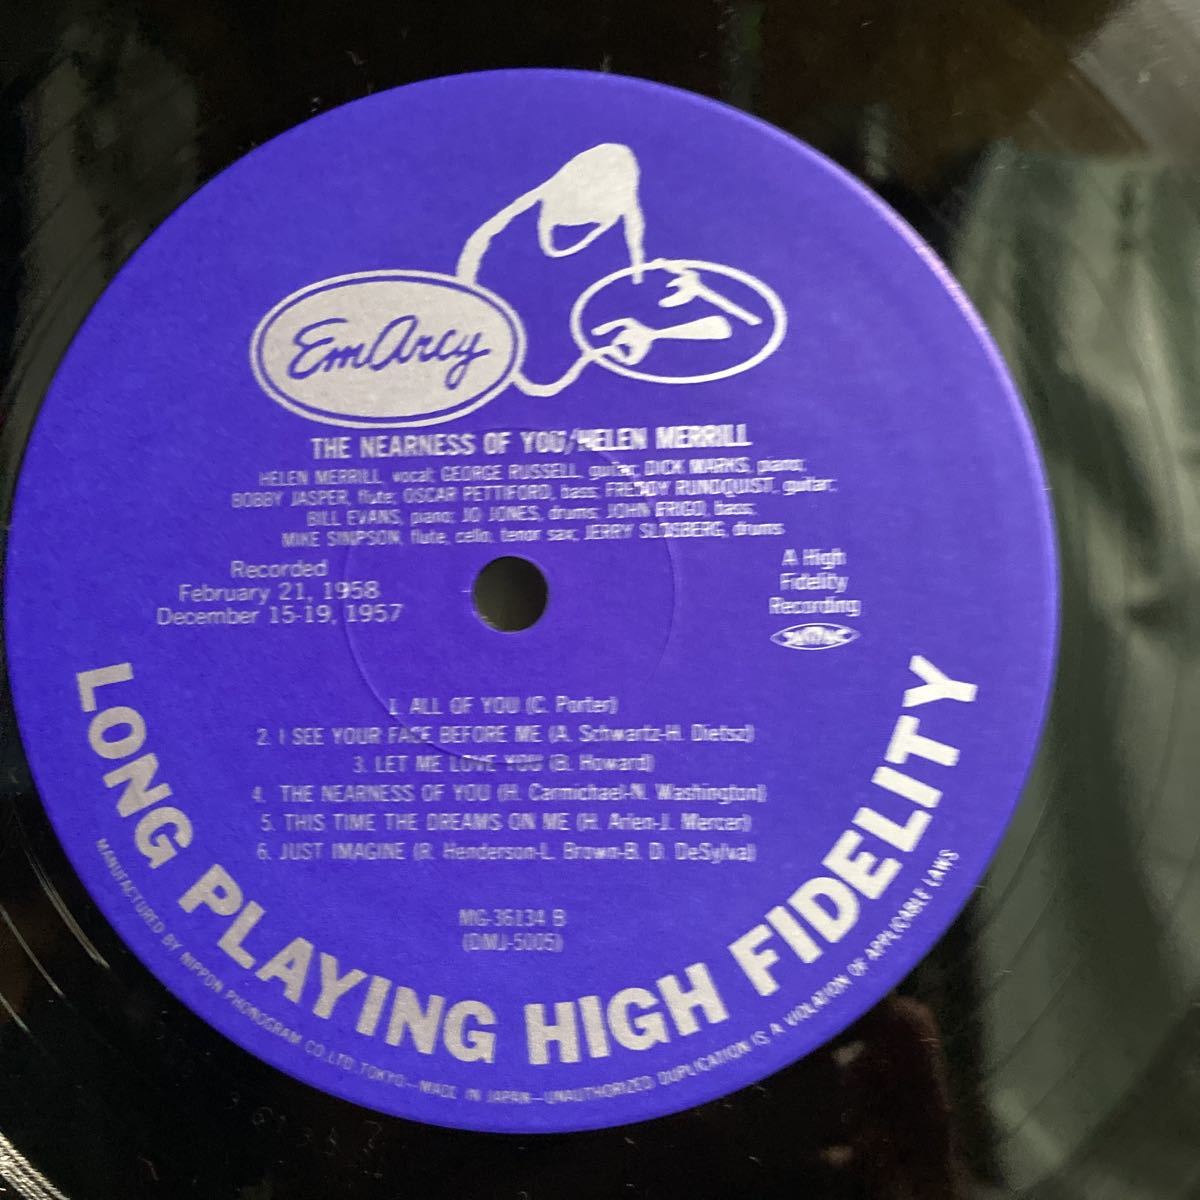 EmArcy
THE NEARNESS OF YOU/HELEN MERRILL
HELEN MERRILL, vocal; GEORGE RUSSELL, guitar; DICK MARKS, piano;
BOBBY JASPER, flute; OSCAR PETTIFORD, bass; FREDDY RUNDQUIST, guitar;
BILL EVANS, piano; JO JONES, drums; JOHN FRIGO, bass;
MIKE SIMPSON, flute, cello, tenor sax; JERRY SLOSBERG, drums
Recorded
February 21, 1958
December 15-19, 1957
A High
Fidelity
Recording
1. ALL OF YOU (C. Porter)
2. I SEE YOUR FACE BEFORE ME (A. Schwartz-H. Dietsz)
3. LET ME LOVE YOU (B. Howard)
4. THE NEARNESS OF YOU (H. Carmichael-N. Washington)
5. THIS TIME THE DREAMS ON ME (H. Arlen-J. Mercer)
6. JUST IMAGINE (R. Henderson-L. Brown-B. D. DeSylva)
MG-36134 B
(DMJ-5005)
LONG PLAYING HIGH FIDELITY
MANUFACTURED BY NIPPON PHONOGRAM CO., LTD. TOKYO—MADE IN JAPAN—UNAUTHORIZED DUPLICATION IS A VIOLATION OF APPLICABLE LAWS